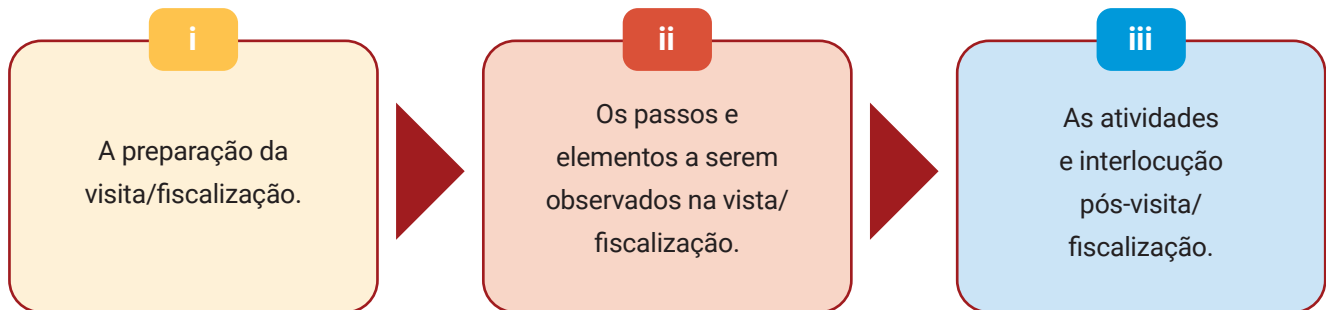 i
A preparação da
visita/fiscalização.
ii
Os passos e
elementos a serem
observados na vista/
fiscalização.
iii
As atividades
e interlocução
pós-visita/
fiscalização.